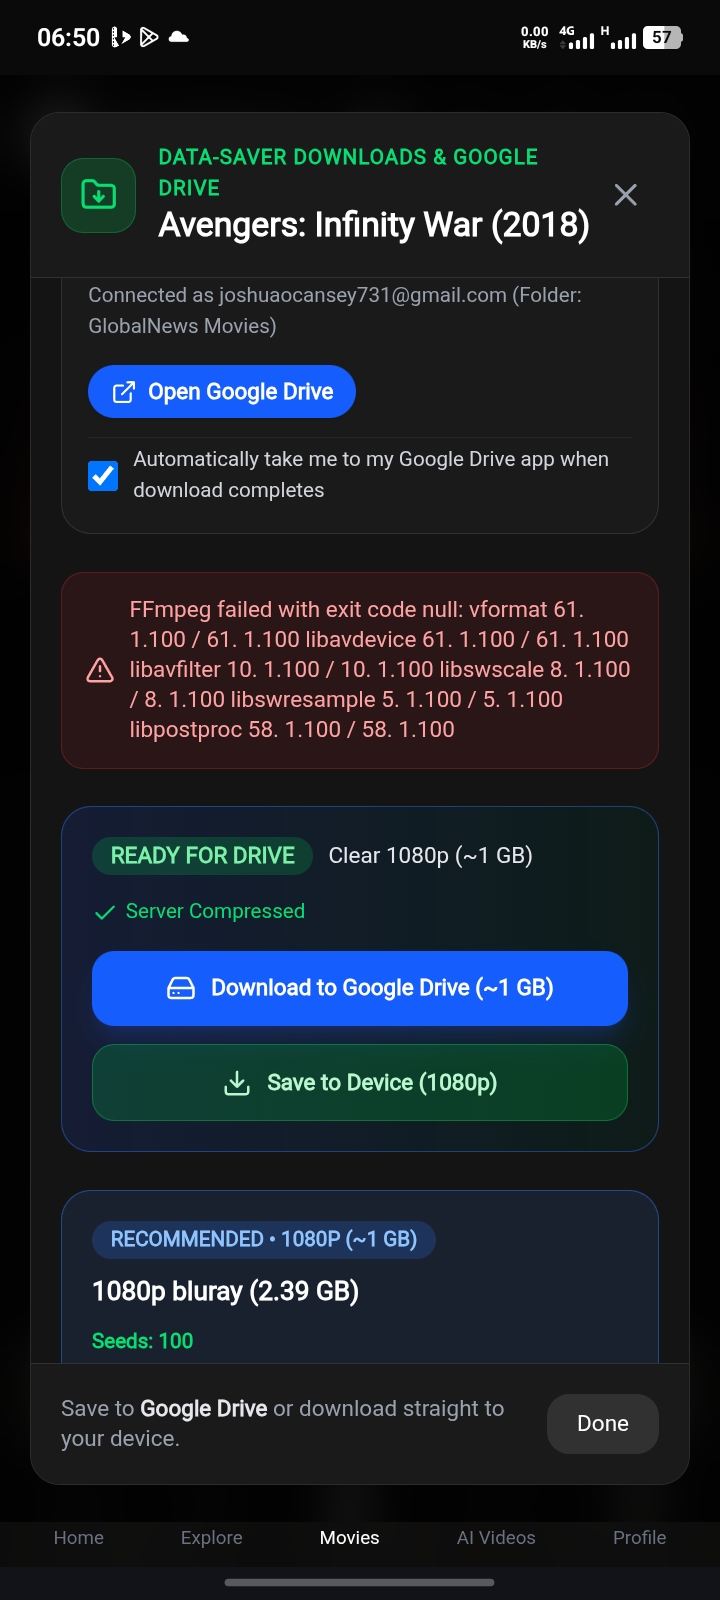 06:50
0.00
KB/s
4G
H
57
DATA-SAVER DOWNLOADS & GOOGLE
DRIVE
Avengers: Infinity War (2018)
Connected as joshuaocansey731@gmail.com (Folder:
GlobalNews Movies)
Open Google Drive
Automatically take me to my Google Drive app when
download completes
FFmpeg failed with exit code null: vformat 61.
1.100 / 61. 1.100 libavdevice 61. 1.100 / 61. 1.100
libavfilter 10. 1.100 / 10. 1.100 libswscale 8. 1.100
/ 8. 1.100 libswresample 5. 1.100 / 5. 1.100
libpostproc 58. 1.100 / 58. 1.100
READY FOR DRIVE Clear 1080p (~1 GB)
Server Compressed
Download to Google Drive (~1 GB)
Save to Device (1080p)
RECOMMENDED • 1080P (~1 GB)
1080p bluray (2.39 GB)
Seeds: 100
Save to Google Drive or download straight to
your device.
Done
Home Explore Movies AI Videos Profile